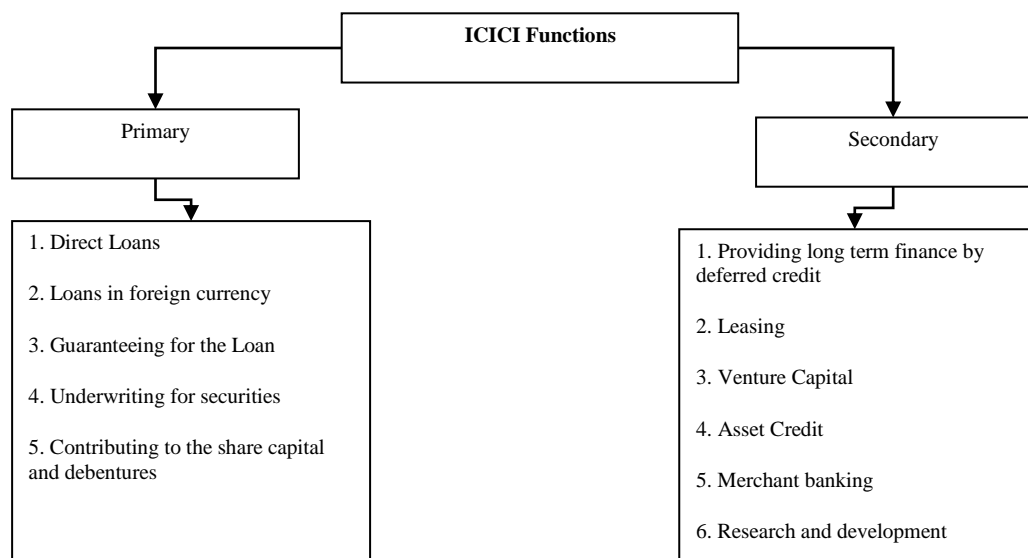 ICICI Functions
Primary
Secondary
1. Direct Loans
2. Loans in foreign currency
3. Guaranteeing for the Loan
4. Underwriting for securities
5. Contributing to the share capital
and debentures
1. Providing long term finance by
deferred credit
2. Leasing
3. Venture Capital
4. Asset Credit
5. Merchant banking
6. Research and development